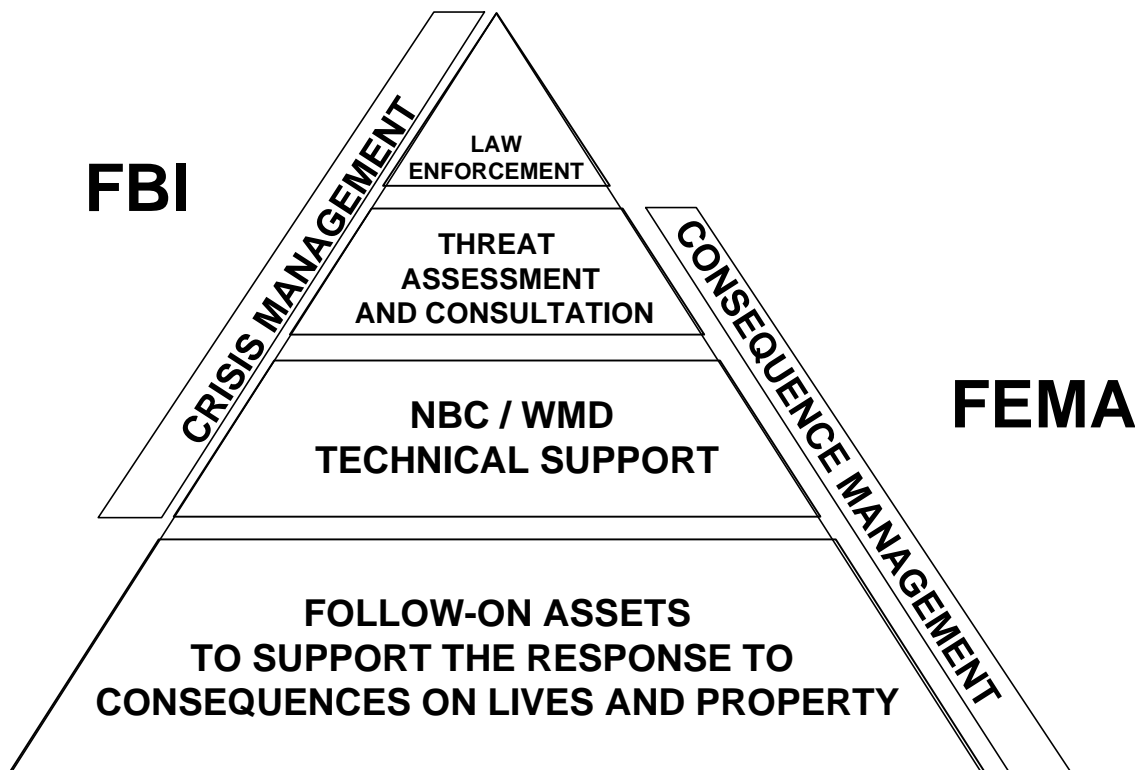 FBI
CRISIS MANAGEMENT
LAW
ENFORCEMENT
THREAT
ASSESSMENT
AND CONSULTATION
NBC / WMD
TECHNICAL SUPPORT
FOLLOW-ON ASSETS
TO SUPPORT THE RESPONSE TO
CONSEQUENCES ON LIVES AND PROPERTY
CONSEQUENCE MANAGEMENT
FEMA